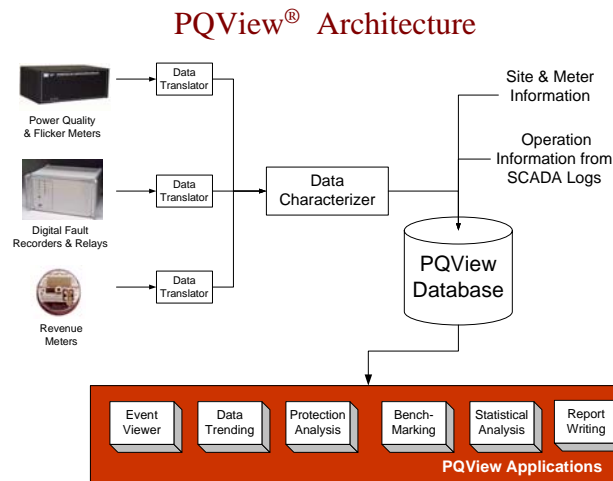 PQView® Architecture
Data
Translator
Power Quality
& Flicker Meters
Data
Translator
Digital Fault
Recorders & Relays
Data
Translator
Revenue
Meters
Data
Characterizer
Site & Meter
Information
Operation
Information from
SCADA Logs
PQView
Database
Event
Viewer
Data
Trending
Protection
Analysis
Bench-
Marking
Statistical
Analysis
Report
Writing
PQView Applications